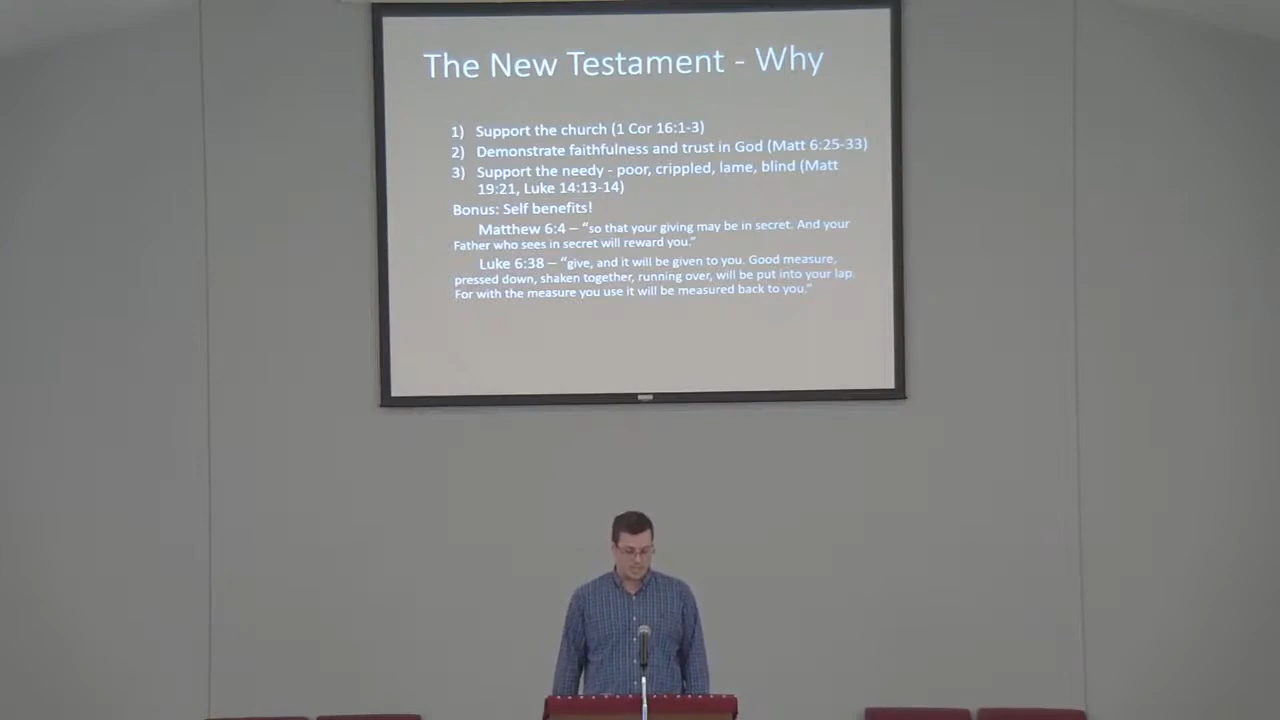 The New Testament - Why
1) Support the church (1 Cor 16:1-3)
2) Demonstrate faithfulness and trust in God (Matt 6:25-33)
3) Support the needy - poor, crippled, lame, blind (Matt
19:21, Luke 14:13-14)
Bonus: Self benefits!
Matthew 6:4 – “so that your giving may be in secret. And your
Father who sees in secret will reward you.”
Luke 6:38 – “give, and it will be given to you. Good measure,
pressed down, shaken together, running over, will be put into your lap.
For with the measure you use it will be measured back to you.”